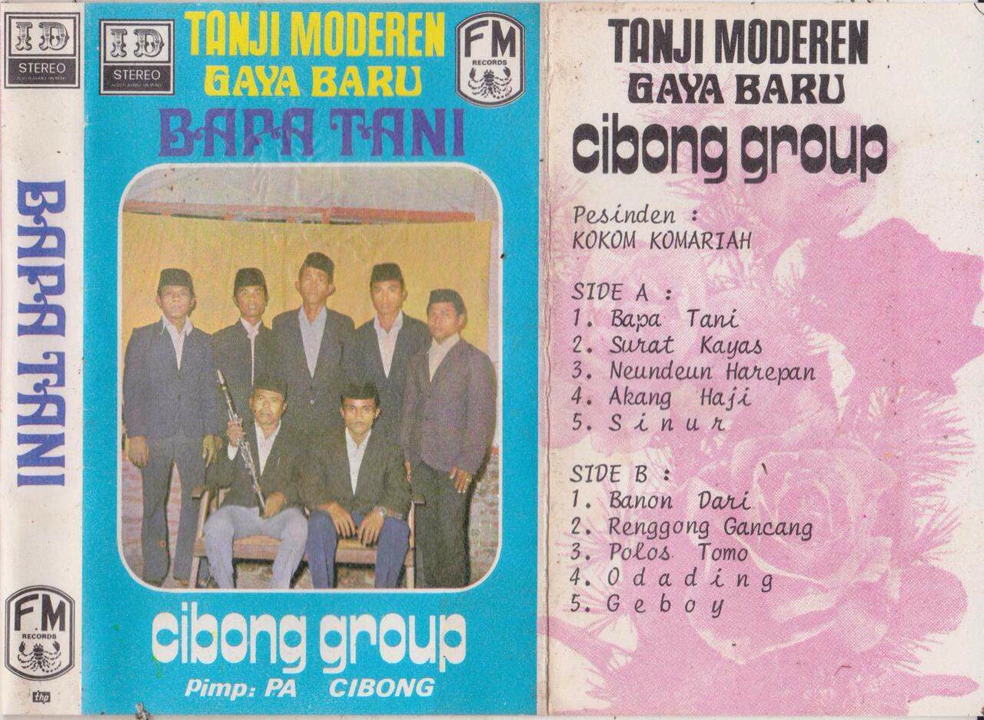 ID
STEREO
BAPA TANI
FM
RECORDS
thp
ID
STEREO
TANJI MODEREN
GAYA BARU
BAPA TANI
FM
RECORDS
cibong group
Pimp: PA CIBONG
TANJI MODEREN
GAYA BARU
cibong group
Pesinden :
KOKOM KOMARIAH
SIDE A :
1. Bapa Tani
2. Surat Kayas
3. Neundeun Harepan
4. Akang Haji
5. Sinur
SIDE B :
1. Banon Dari
2. Renggong Gancang
3. Polos Tomo
4. Odading
5. Geboy